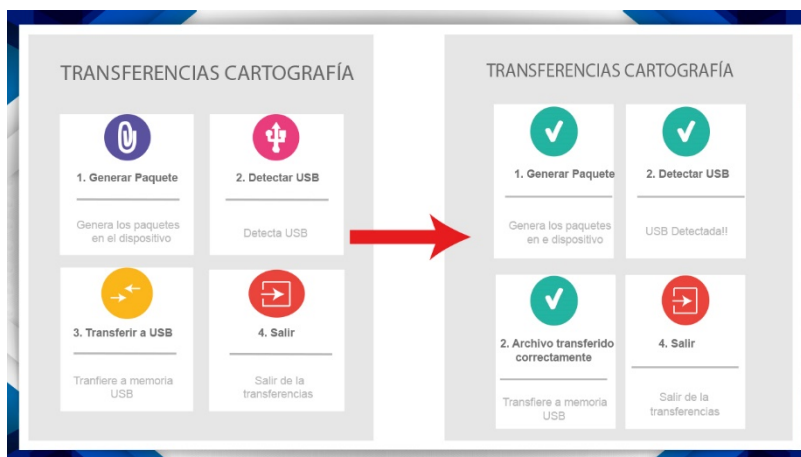 TRANSFERENCIAS CARTOGRAFÍA
1. Generar Paquete
Genera los paquetes
en el dispositivo
2. Detectar USB
Detecta USB
3. Transferir a USB
Tranfiere a memoria
USB
4. Salir
Salir de la
transferencias
TRANSFERENCIAS CARTOGRAFÍA
1. Generar Paquete
Genera los paquetes
en e dispositivo
2. Detectar USB
USB Detectada!!
2. Archivo transferido
correctamente
Transfiere a memoria
USB
4. Salir
Salir de la
transferencias